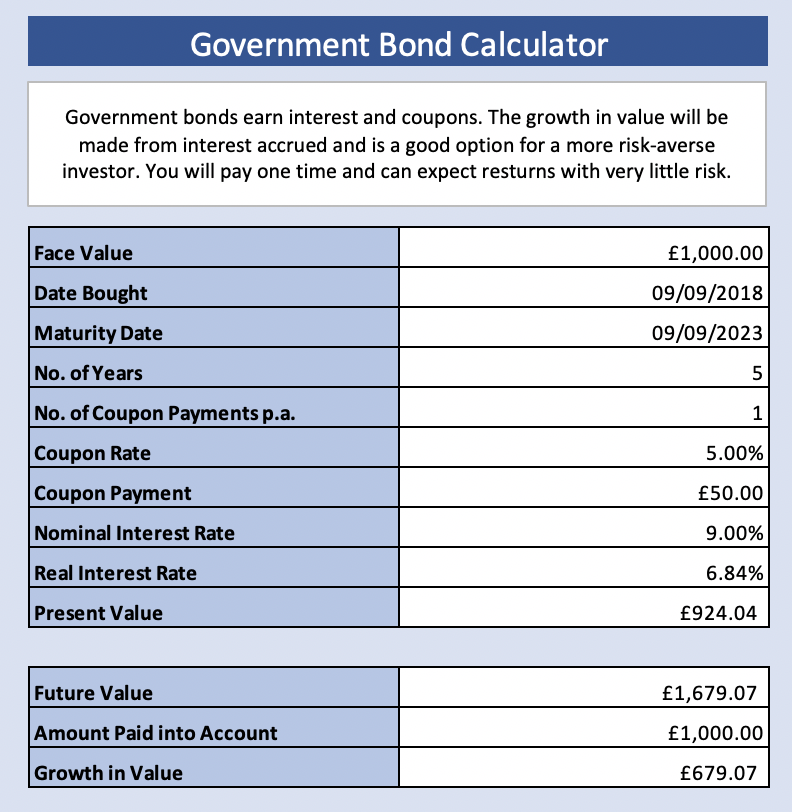 Government Bond Calculator
Government bonds earn interest and coupons. The growth in value will be
made from interest accrued and is a good option for a more risk-averse
investor. You will pay one time and can expect resturns with very little risk.
Face Value £1,000.00
Date Bought 09/09/2018
Maturity Date 09/09/2023
No. of Years 5
No. of Coupon Payments p.a. 1
Coupon Rate 5.00%
Coupon Payment £50.00
Nominal Interest Rate 9.00%
Real Interest Rate 6.84%
Present Value £924.04
Future Value £1,679.07
Amount Paid into Account £1,000.00
Growth in Value £679.07